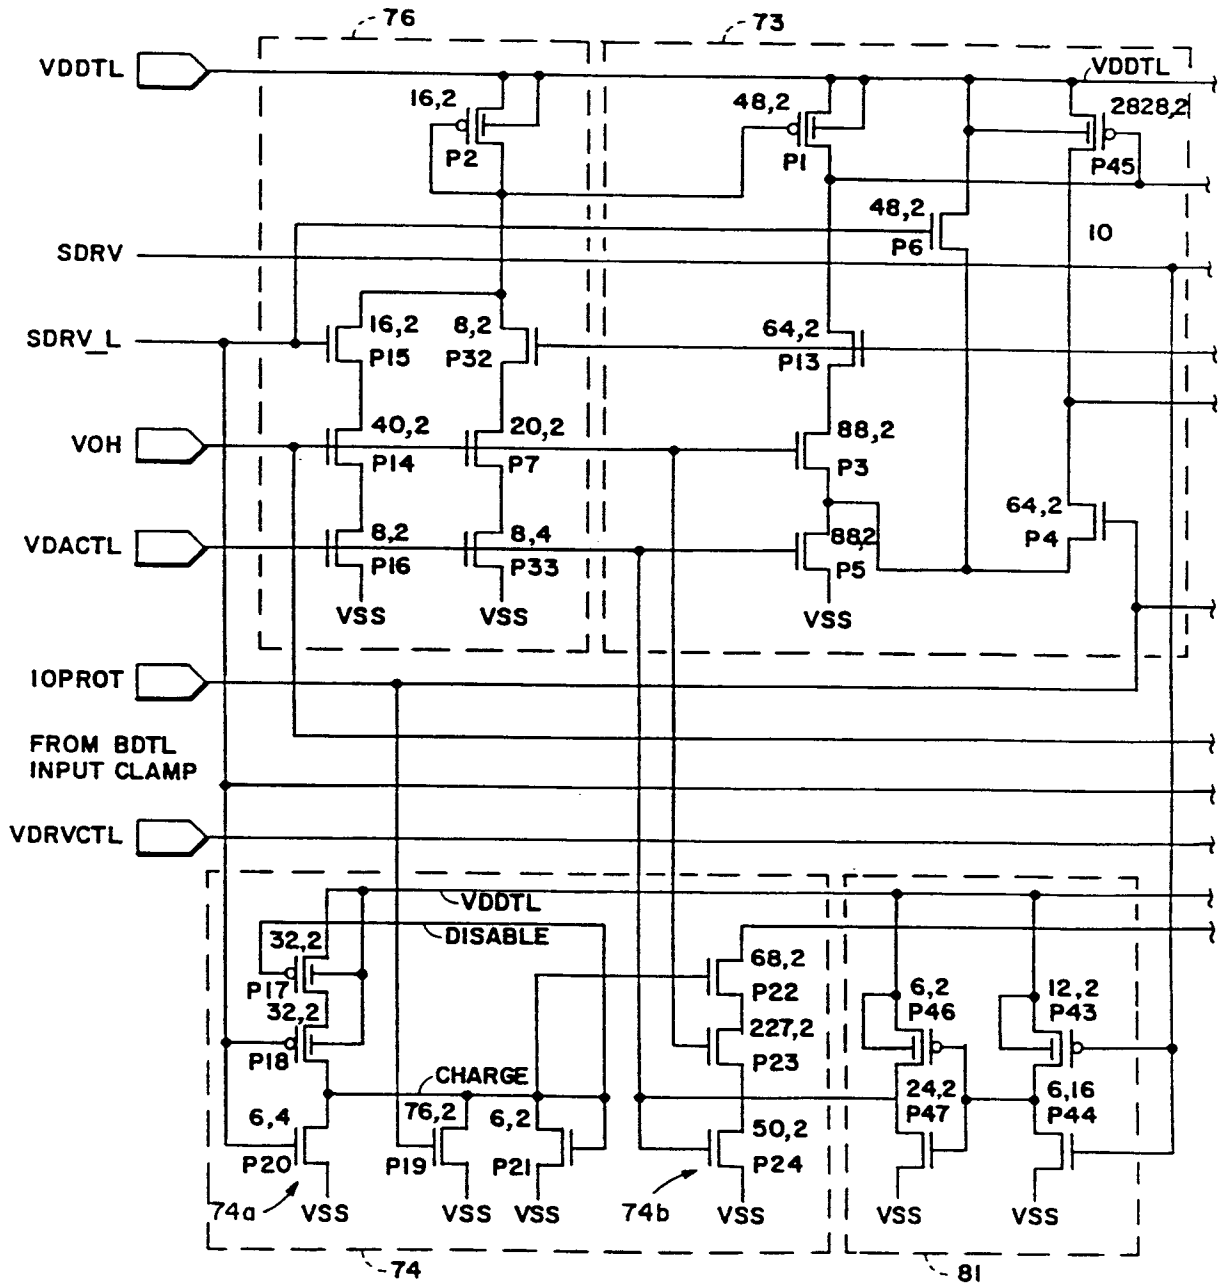 76
73
VDDTL
VDDTL
16,2
P2
48,2
P1
2828,2
P45
48,2
P6
10
SDRV
SDRV_L
16,2
P15
8,2
P32
64,2
P13
VOH
40,2
P14
20,2
P7
88,2
P3
VDACTL
8,2
P16
8,4
P33
88,2
P5
64,2
P4
VSS
VSS
VSS
IOPROT
FROM BDTL
INPUT CLAMP
VDRVCTL
VDDTL
DISABLE
32,2
P17
32,2
P18
68,2
P22
227,2
P23
6,2
P46
12,2
P43
CHARGE
6,4
P20
76,2
P19
6,2
P21
50,2
P24
24,2
P47
6,16
P44
74a
VSS
VSS
VSS
74b
VSS
VSS
VSS
74
81